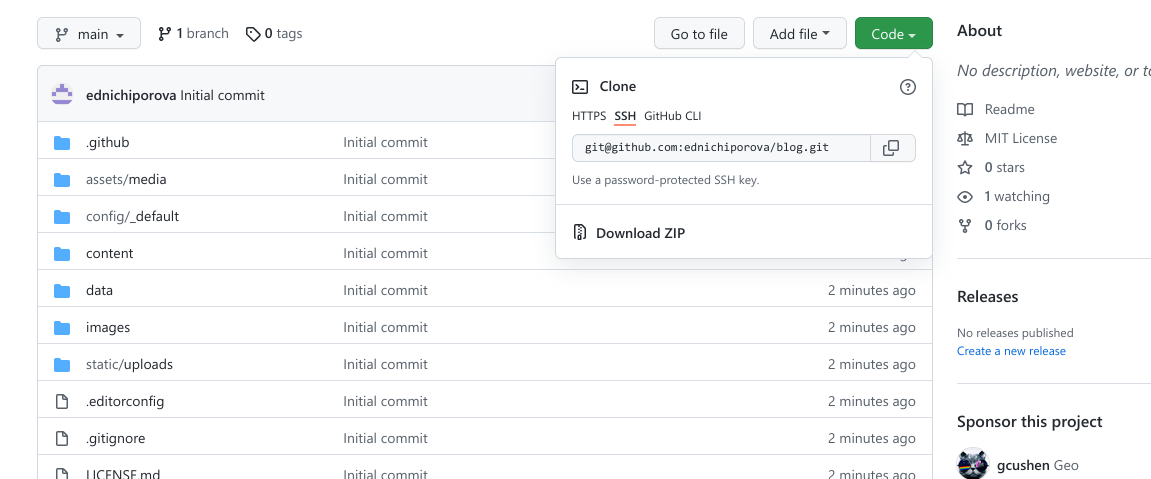 main
1 branch
0 tags
Go to file
Add file
Code
ednichiporova Initial commit
Clone
HTTPS SSH GitHub CLI
git@github.com:ednichiporova/blog.git
Use a password-protected SSH key.
Download ZIP
.github Initial commit
assets/media Initial commit
config/_default Initial commit
content Initial commit
data Initial commit 2 minutes ago
images Initial commit 2 minutes ago
static/uploads Initial commit 2 minutes ago
.editorconfig Initial commit 2 minutes ago
.gitignore Initial commit 2 minutes ago
LICENSE.md Initial commit 2 minutes ago
About
No description, website, or
Readme
MIT License
0 stars
1 watching
0 forks
Releases
No releases published
Create a new release
Sponsor this project
gcushen Geo